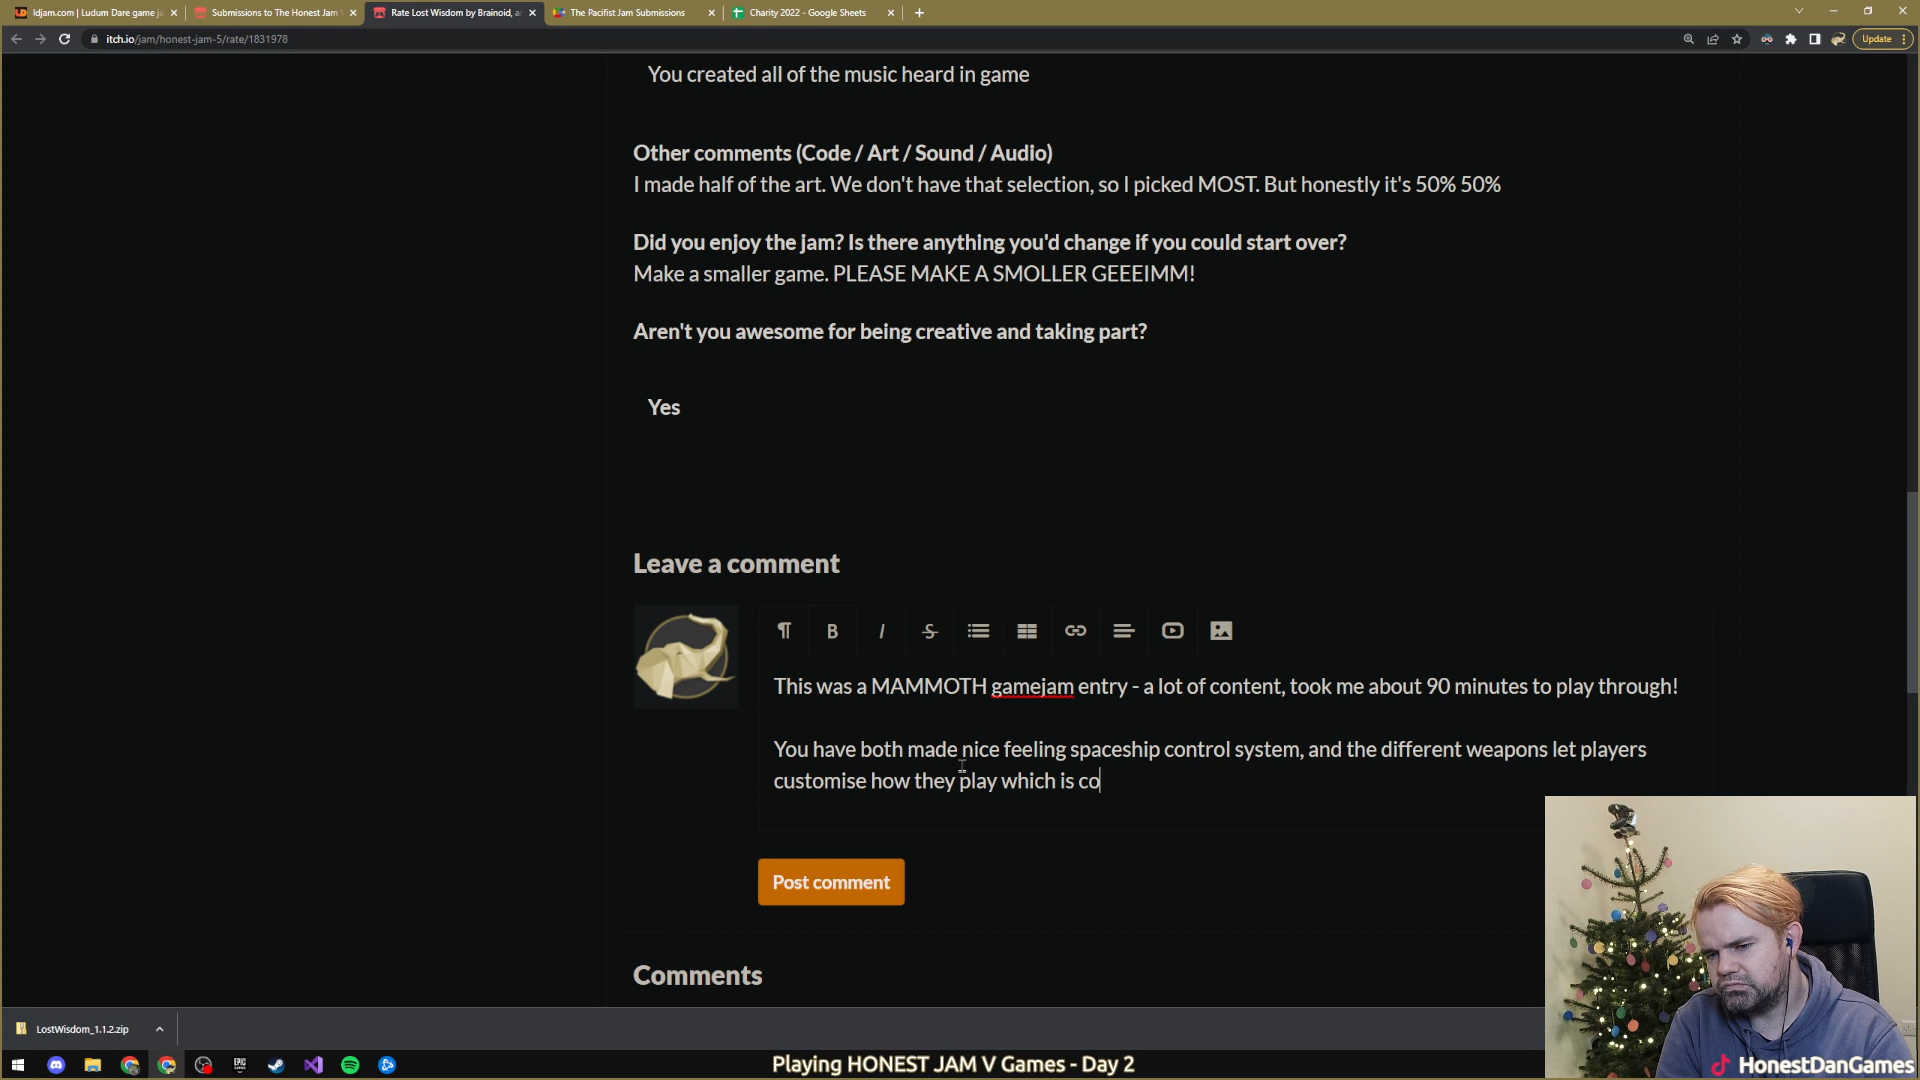 ldjam.com | Ludum Dare game j
Submissions to The Honest Jam
Rate Lost Wisdom by Brainoid, a
The Pacifist Jam Submissions
Charity 2022 - Google Sheets
itch.io/jam/honest-jam-5/rate/1831978
Update
You created all of the music heard in game
Other comments (Code / Art / Sound / Audio)
I made half of the art. We don't have that selection, so I picked MOST. But honestly it's 50% 50%
Did you enjoy the jam? Is there anything you'd change if you could start over?
Make a smaller game. PLEASE MAKE A SMOLLER GEEEIMM!
Aren't you awesome for being creative and taking part?
Yes
Leave a comment
This was a MAMMOTH gamejam entry - a lot of content, took me about 90 minutes to play through!
You have both made nice feeling spaceship control system, and the different weapons let players
customise how they play which is co
Post comment
Comments
LostWisdom_1.1.2.zip
Playing HONEST JAM V Games - Day 2
HonestDanGames